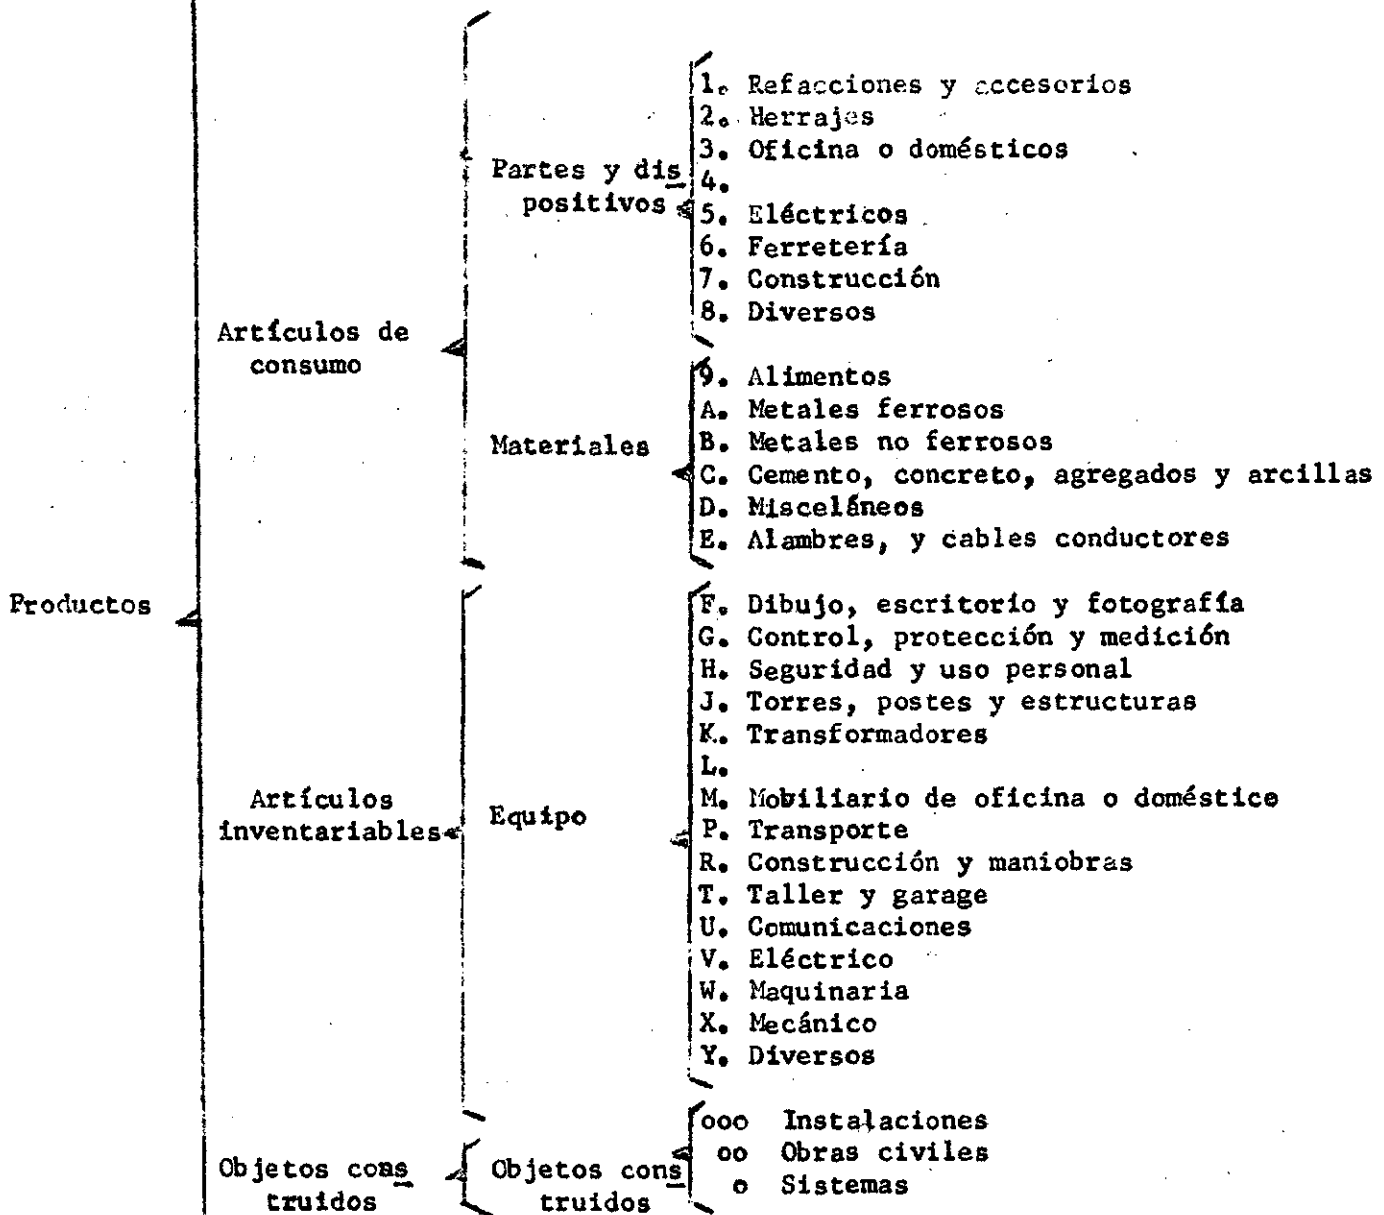 1. Refacciones y accesorios
2. Herrajes
3. Oficina o domésticos
Partes y dis
positivos
4.
5. Eléctricos
6. Ferretería
7. Construcción
8. Diversos
Artículos de
consumo
9. Alimentos
A. Metales ferrosos
Materiales
B. Metales no ferrosos
C. Cemento, concreto, agregados y arcillas
D. Misceláneos
E. Alambres, y cables conductores
Productos
F. Dibujo, escritorio y fotografía
G. Control, protección y medición
H. Seguridad y uso personal
J. Torres, postes y estructuras
K. Transformadores
L.
Artículos
inventariables
Equipo
M. Mobiliario de oficina o doméstico
P. Transporte
R. Construcción y maniobras
T. Taller y garage
U. Comunicaciones
V. Eléctrico
W. Maquinaria
X. Mecánico
Y. Diversos
Objetos cons
truidos
Objetos cons
truidos
ooo Instalaciones
oo Obras civiles
o Sistemas